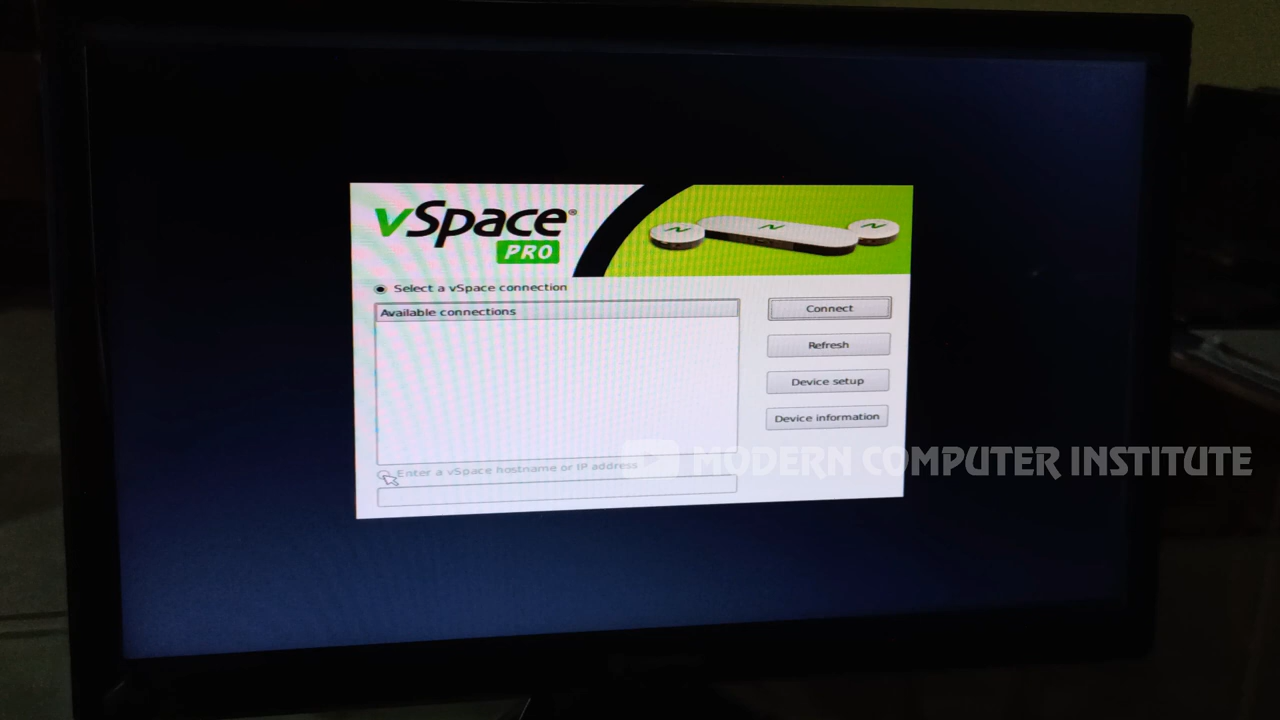 vSpace®
PRO
Select a vSpace connection
Available connections
Connect
Refresh
Device setup
Device information
Enter a vSpace hostname or IP address
MODERN COMPUTER INSTITUTE